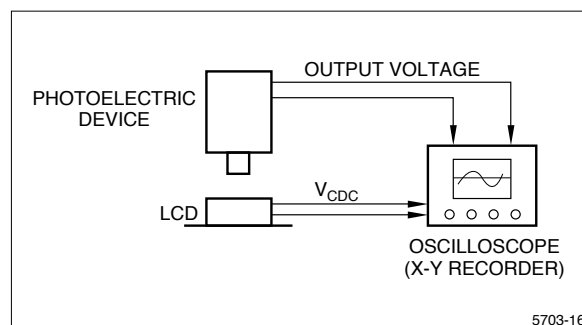 OUTPUT VOLTAGE
PHOTOELECTRIC
DEVICE
V_CDC
LCD
OSCILLOSCOPE
(X-Y RECORDER)
5703-16